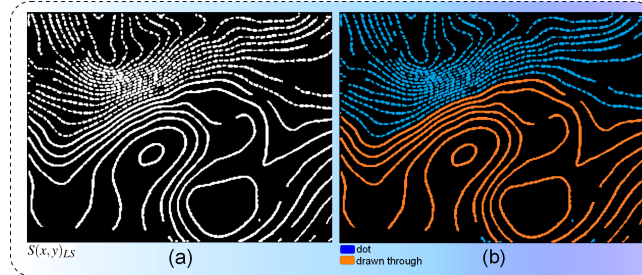 S(x, y)LS
(a)
(b)
dot
drawn through